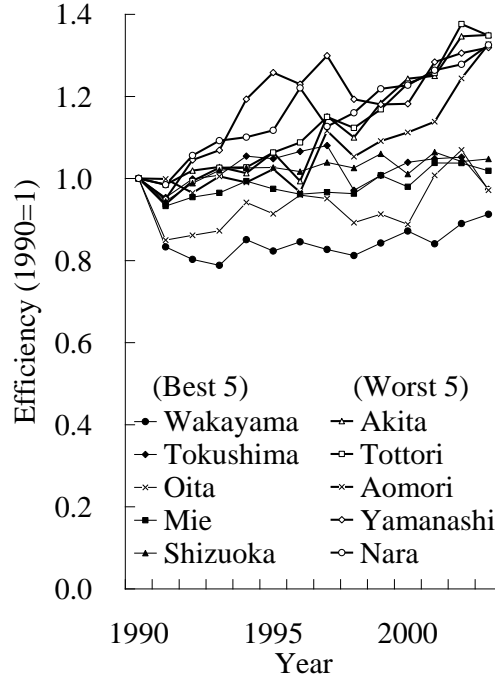 1.4
1.2
1.0
0.8
0.6
0.4
0.2
0.0
Efficiency (1990=1)
(Best 5) (Worst 5)
Wakayama Akita
Tokushima Tottori
Oita Aomori
Mie Yamanashi
Shizuoka Nara
1990 1995 2000
Year